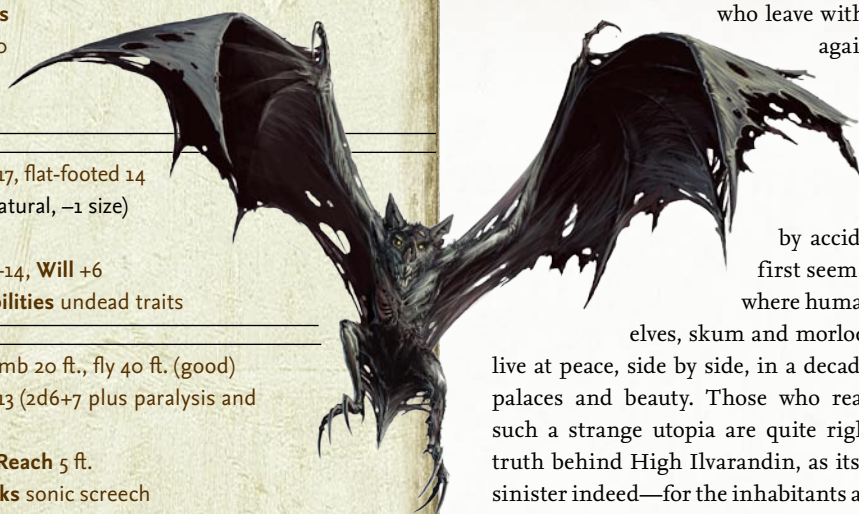 s
o
17, flat-footed 14
atural, –1 size)
-14, Will +6
bilities undead traits
mb 20 ft., fly 40 ft. (good)
13 (2d6+7 plus paralysis and
Reach 5 ft.
ks sonic screech
who leave with
agai
by accid
first seem
where huma
elves, skum and morloc
live at peace, side by side, in a decad
palaces and beauty. Those who rea
such a strange utopia are quite righ
truth behind High Ilvarandin, as its
sinister indeed—for the inhabitants a